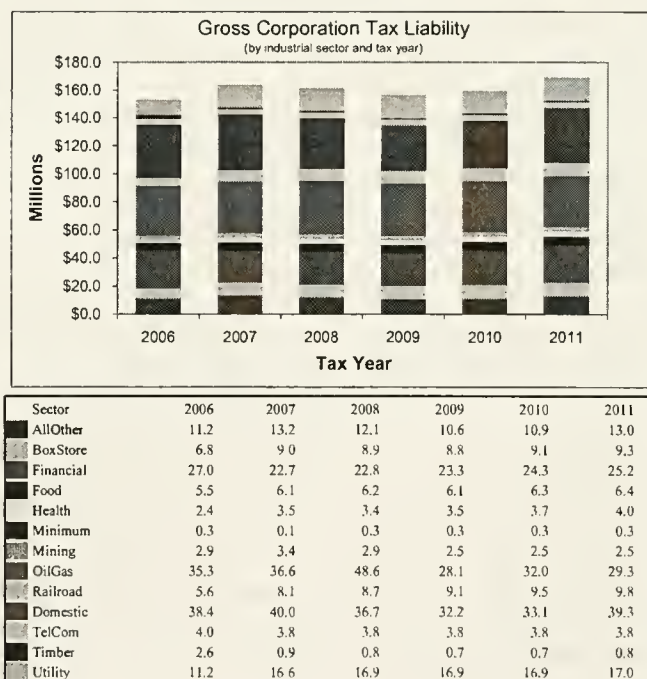 Gross Corporation Tax Liability
(by industrial sector and tax year)
$180.0
$160.0
$140.0
$120.0
$100.0
$80.0
$60.0
$40.0
$20.0
$0.0
Millions
2006 2007 2008 2009 2010 2011
Tax Year
Sector 2006 2007 2008 2009 2010 2011
AllOther 11.2 13.2 12.1 10.6 10.9 13.0
BoxStore 6.8 9 0 8.9 8.8 9.1 9.3
Financial 27.0 22.7 22.8 23.3 24.3 25.2
Food 5.5 6.1 6.2 6.1 6.3 6.4
Health 2.4 3.5 3.4 3.5 3.7 4.0
Minimum 0.3 0.1 0.3 0.3 0.3 0.3
Mining 2.9 3.4 2.9 2.5 2.5 2.5
OilGas 35.3 36.6 48.6 28.1 32.0 29.3
Railroad 5.6 8.1 8.7 9.1 9.5 9.8
Domestic 38.4 40.0 36.7 32.2 33.1 39.3
TelCom 4.0 3.8 3.8 3.8 3.8 3.8
Timber 2.6 0.9 0.8 0.7 0.7 0.8
Utility 11.2 16 6 16.9 16.9 16.9 17.0